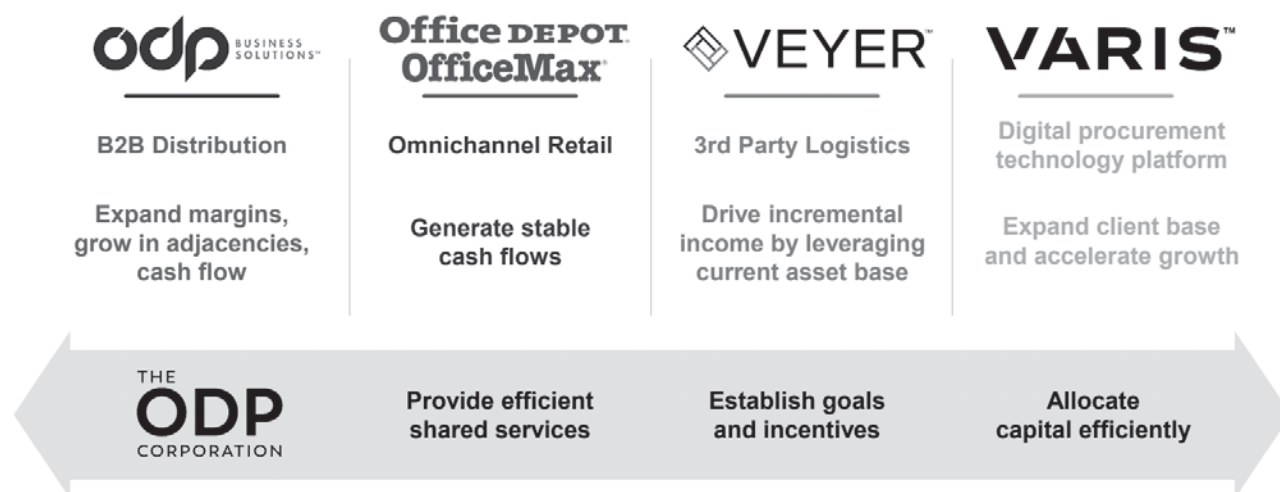 odp BUSINESS
SOLUTIONS™
Office DEPOT
OfficeMax®
VEYER™
VARIS™
B2B Distribution
Omnichannel Retail
3rd Party Logistics
Digital procurement
technology platform
Expand margins,
grow in adjacencies,
cash flow
Generate stable
cash flows
Drive incremental
income by leveraging
current asset base
Expand client base
and accelerate growth
THE
ODP
CORPORATION
Provide efficient
shared services
Establish goals
and incentives
Allocate
capital efficiently